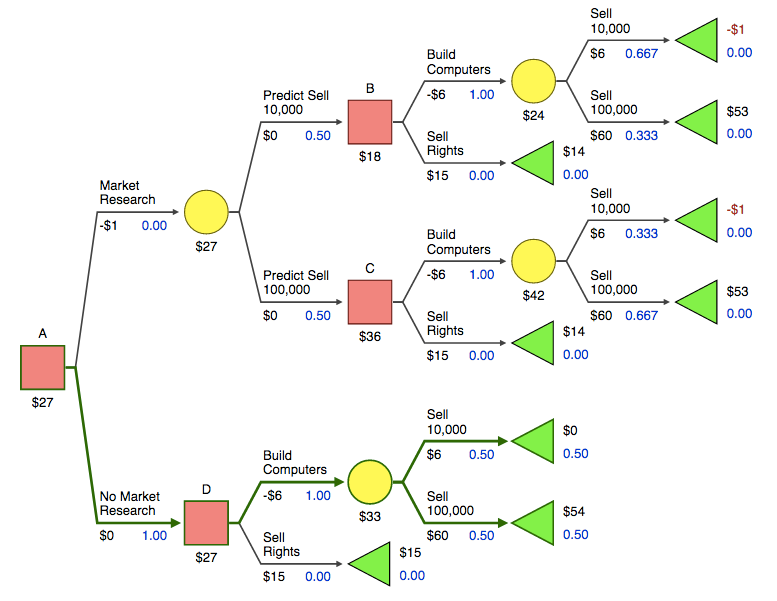 Sell
10,000
-$1
$6 0.667
0.00
Build
Computers
-$6 1.00
$24
Sell
100,000
$53
$60 0.333
0.00
Predict Sell
10,000
B
$0 0.50
$18
Sell
Rights
$14
$15 0.00
0.00
Market
Research
-$1 0.00
$27
Sell
10,000
-$1
$6 0.333
0.00
Build
Computers
-$6 1.00
$42
Predict Sell
100,000
C
$0 0.50
$36
Sell
100,000
$53
$60 0.667
0.00
Sell
Rights
$14
$15 0.00
0.00
A
$27
Sell
10,000
$0
$6 0.50
0.50
Build
Computers
-$6 1.00
$33
No Market
Research
D
$0 1.00
$27
Sell
100,000
$54
$60 0.50
0.50
Sell
Rights
$15
$15 0.00
0.00